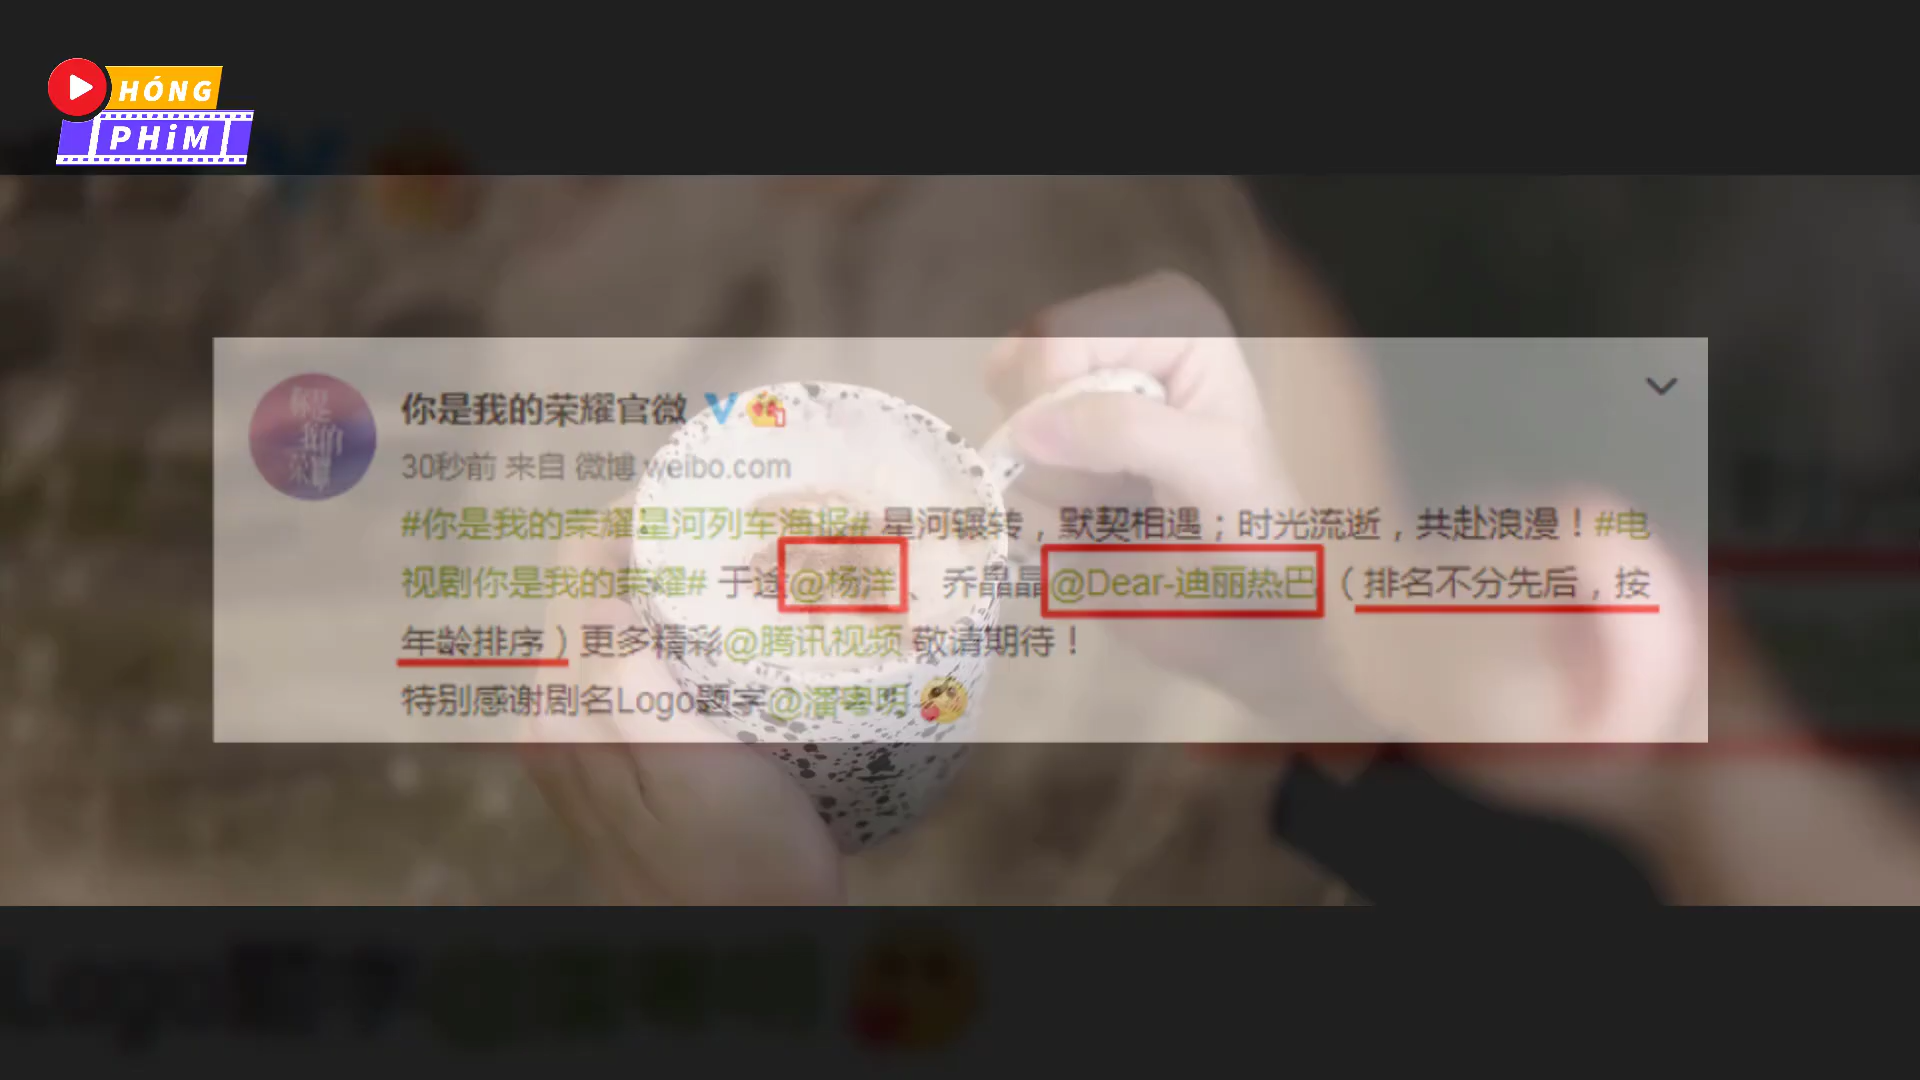 HÓNG
PHiM
你是我的荣耀官微
30秒前 来自 微博 weibo.com
#你是我的荣耀星河列车海报# 星河辗转，默契相遇；时光流逝，共赴浪漫！#电
视剧你是我的荣耀# 于途@杨洋、乔晶晶@Dear-迪丽热巴（排名不分先后，按
年龄排序）更多精彩@腾讯视频 敬请期待！
特别感谢剧名Logo题字@潘粤明